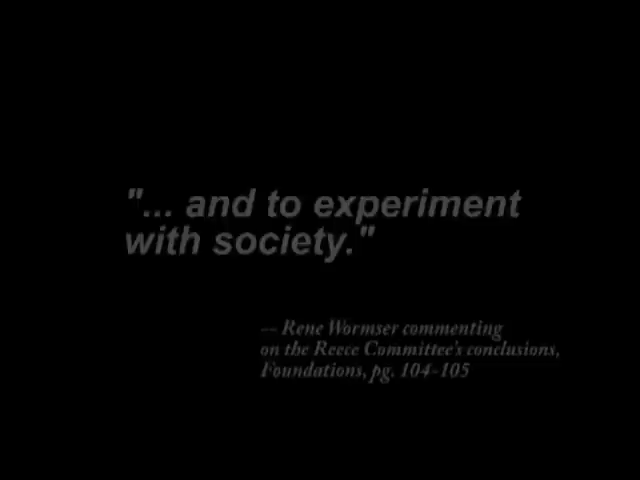 "... and to experiment
with society."
-- Rene Wormser commenting
on the Reece Committee's conclusions,
Foundations, pg. 104-105